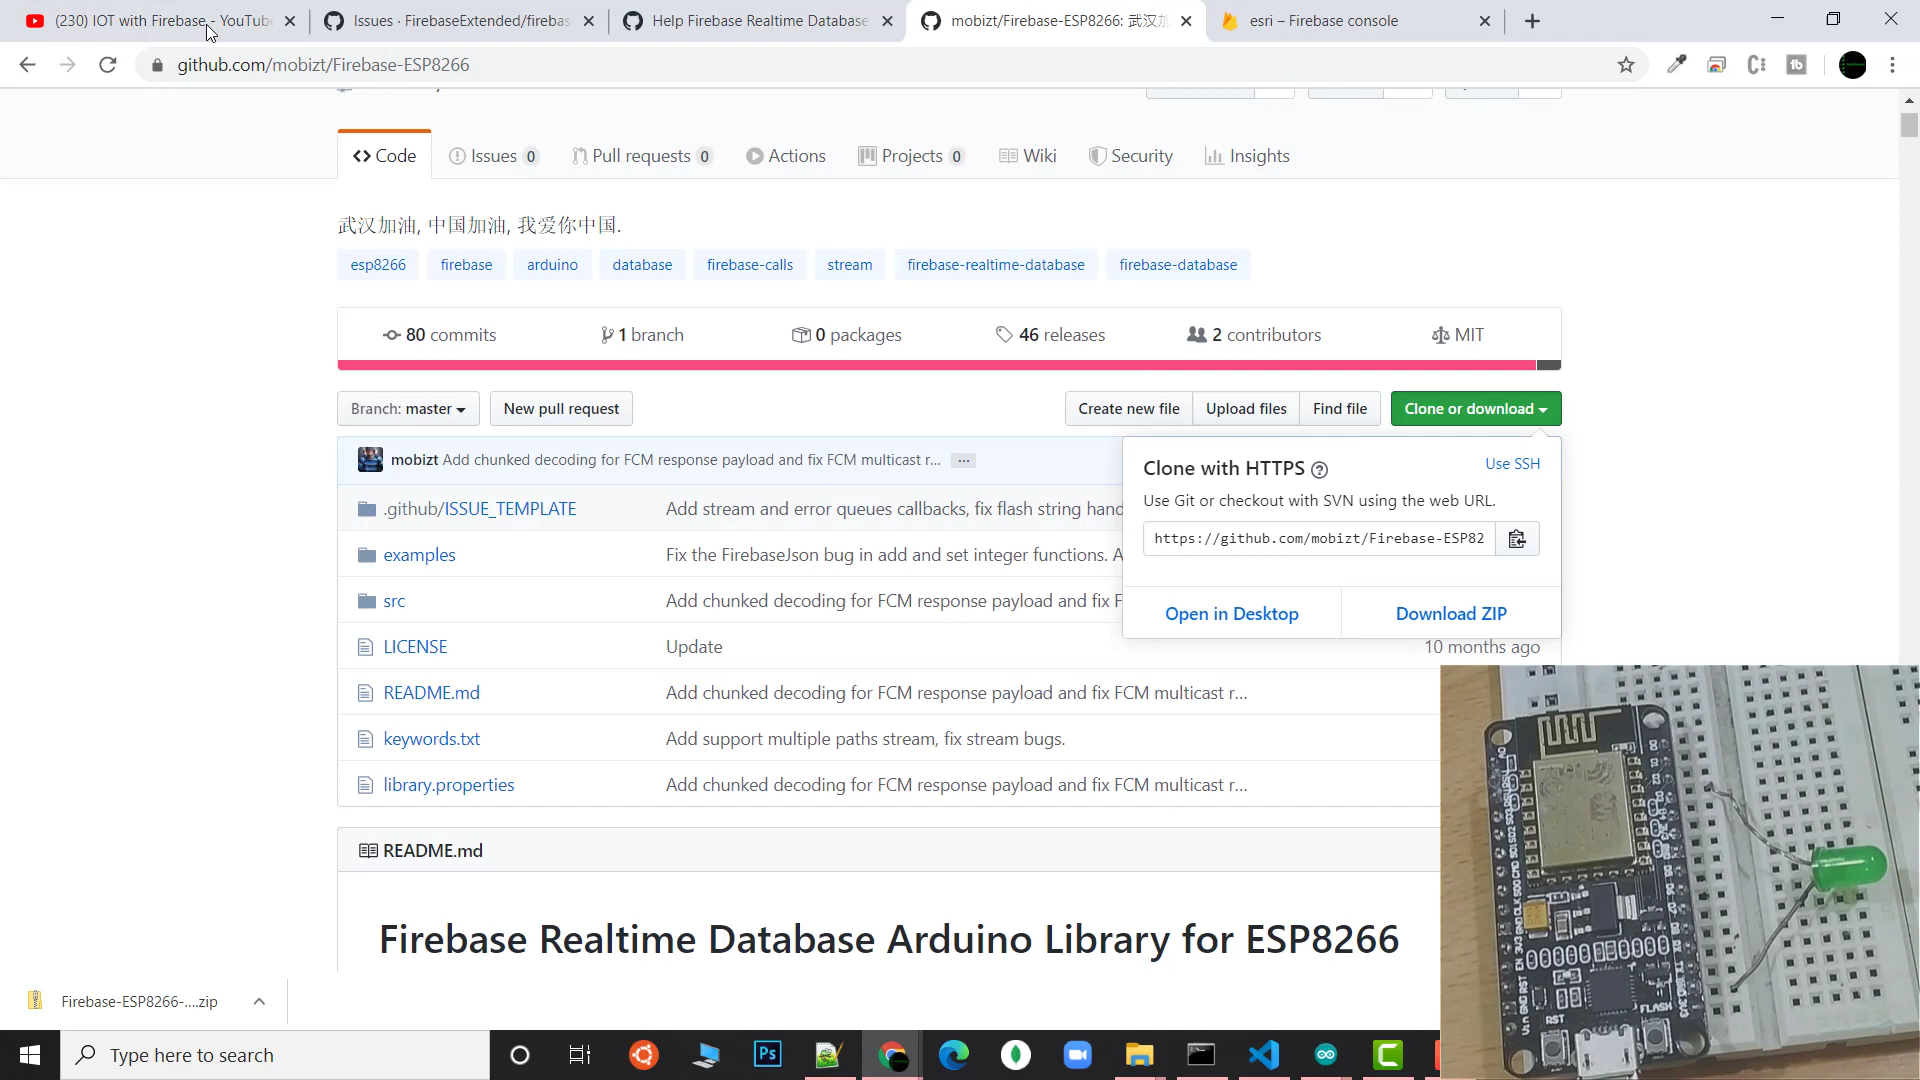 (230) IOT with Firebase - YouTube
Issues · FirebaseExtended/firebas
Help Firebase Realtime Database
mobizt/Firebase-ESP8266: 武汉加
esri – Firebase console
github.com/mobizt/Firebase-ESP8266
Code
Issues 0
Pull requests 0
Actions
Projects 0
Wiki
Security
Insights
武汉加油, 中国加油, 我爱你中国.
esp8266 firebase arduino database firebase-calls stream firebase-realtime-database firebase-database
80 commits
1 branch
0 packages
46 releases
2 contributors
MIT
Branch: master
New pull request
Create new file
Upload files
Find file
Clone or download
mobizt Add chunked decoding for FCM response payload and fix FCM multicast r... ...
Clone with HTTPS
Use SSH
Use Git or checkout with SVN using the web URL.
https://github.com/mobizt/Firebase-ESP82
Open in Desktop
Download ZIP
.github/ISSUE_TEMPLATE Add stream and error queues callbacks, fix flash string hand
examples Fix the FirebaseJson bug in add and set integer functions. A
src Add chunked decoding for FCM response payload and fix F
LICENSE Update 10 months ago
README.md Add chunked decoding for FCM response payload and fix FCM multicast r...
keywords.txt Add support multiple paths stream, fix stream bugs.
library.properties Add chunked decoding for FCM response payload and fix FCM multicast r...
README.md
Firebase Realtime Database Arduino Library for ESP8266
Firebase-ESP8266-....zip
Type here to search
Ps
RST
FLASH